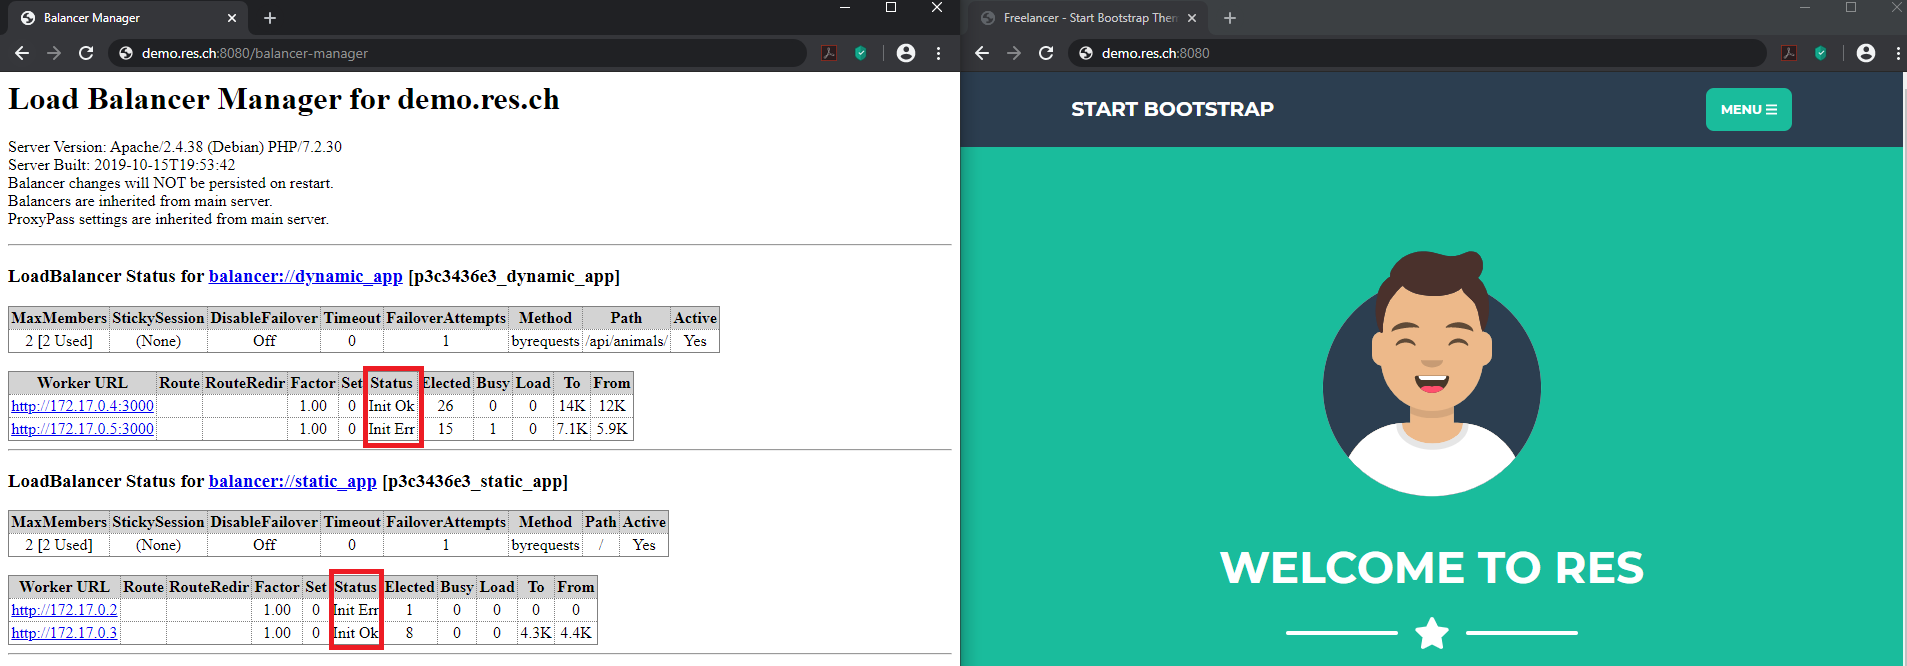 Balancer Manager
demo.res.ch:8080/balancer-manager
Load Balancer Manager for demo.res.ch
Server Version: Apache/2.4.38 (Debian) PHP/7.2.30
Server Built: 2019-10-15T19:53:42
Balancer changes will NOT be persisted on restart.
Balancers are inherited from main server.
ProxyPass settings are inherited from main server.
LoadBalancer Status for balancer://dynamic_app [p3c3436e3_dynamic_app]
MaxMembers StickySession DisableFailover Timeout FailoverAttempts Method Path Active
2 [2 Used] (None) Off 0 1 byrequests /api/animals/ Yes
Worker URL Route RouteRedir Factor Set Status Elected Busy Load To From
http://172.17.0.4:3000 1.00 0 Init Ok 26 0 0 14K 12K
http://172.17.0.5:3000 1.00 0 Init Err 15 1 0 7.1K 5.9K
LoadBalancer Status for balancer://static_app [p3c3436e3_static_app]
MaxMembers StickySession DisableFailover Timeout FailoverAttempts Method Path Active
2 [2 Used] (None) Off 0 1 byrequests / Yes
Worker URL Route RouteRedir Factor Set Status Elected Busy Load To From
http://172.17.0.2 1.00 0 Init Err 1 0 0 0 0
http://172.17.0.3 1.00 0 Init Ok 8 0 0 4.3K 4.4K
Freelancer - Start Bootstrap Them
demo.res.ch:8080
START BOOTSTRAP
MENU
WELCOME TO RES